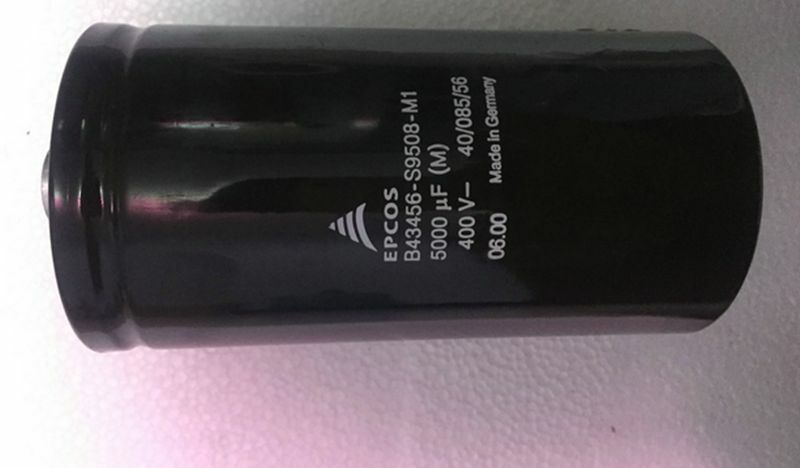 EPCOS
B43456-S9508-M1
5000 µF (M)
400 V– 40/085/56
06.00 Made in Germany